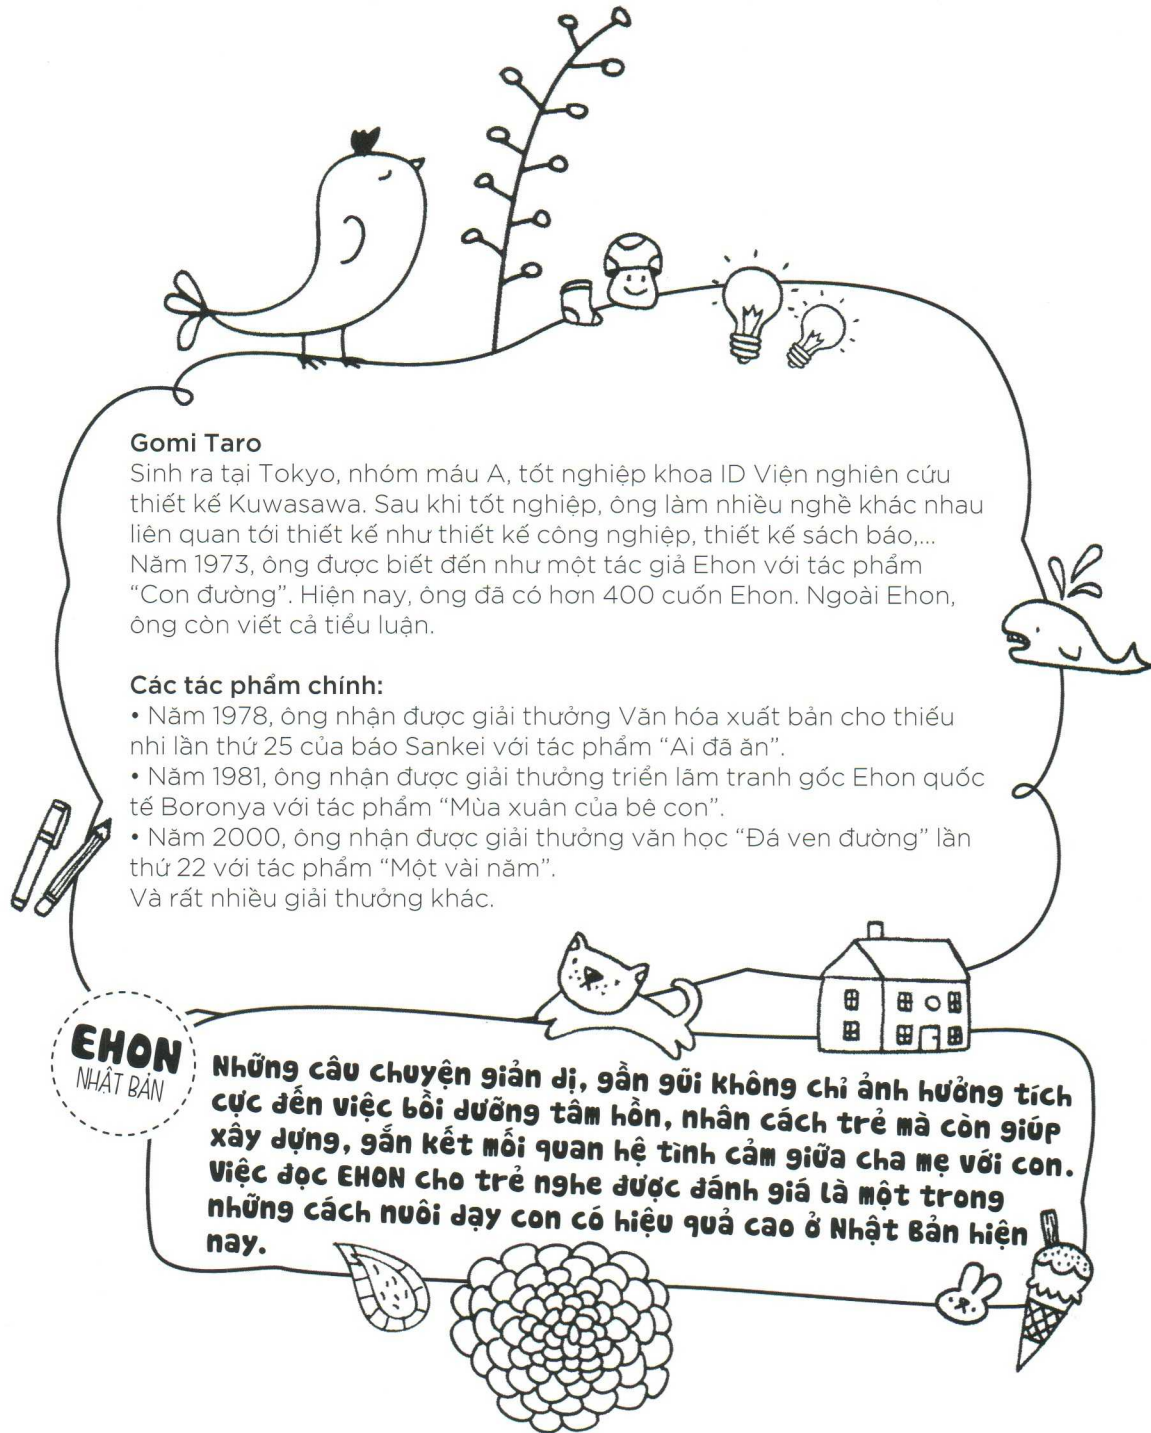 Gomi Taro
Sinh ra tại Tokyo, nhóm máu A, tốt nghiệp khoa ID Viện nghiên cứu
thiết kế Kuwasawa. Sau khi tốt nghiệp, ông làm nhiều nghề khác nhau
liên quan tới thiết kế như thiết kế công nghiệp, thiết kế sách báo,...
Năm 1973, ông được biết đến như một tác giả Ehon với tác phẩm
“Con đường”. Hiện nay, ông đã có hơn 400 cuốn Ehon. Ngoài Ehon,
ông còn viết cả tiểu luận.
Các tác phẩm chính:
• Năm 1978, ông nhận được giải thưởng Văn hóa xuất bản cho thiếu
nhi lần thứ 25 của báo Sankei với tác phẩm “Ai đã ăn”.
• Năm 1981, ông nhận được giải thưởng triển lãm tranh gốc Ehon quốc
tế Boronya với tác phẩm “Mùa xuân của bê con”.
• Năm 2000, ông nhận được giải thưởng văn học “Đá ven đường” lần
thứ 22 với tác phẩm “Một vài năm”.
Và rất nhiều giải thưởng khác.
EHON
NHẬT BẢN
Những câu chuyện giản dị, gần gũi không chỉ ảnh hưởng tích
cực đến việc bồi dưỡng tâm hồn, nhân cách trẻ mà còn giúp
xây dựng, gắn kết mối quan hệ tình cảm giữa cha mẹ với con.
Việc đọc EHON cho trẻ nghe được đánh giá là một trong
những cách nuôi dạy con có hiệu quả cao ở Nhật Bản hiện
nay.